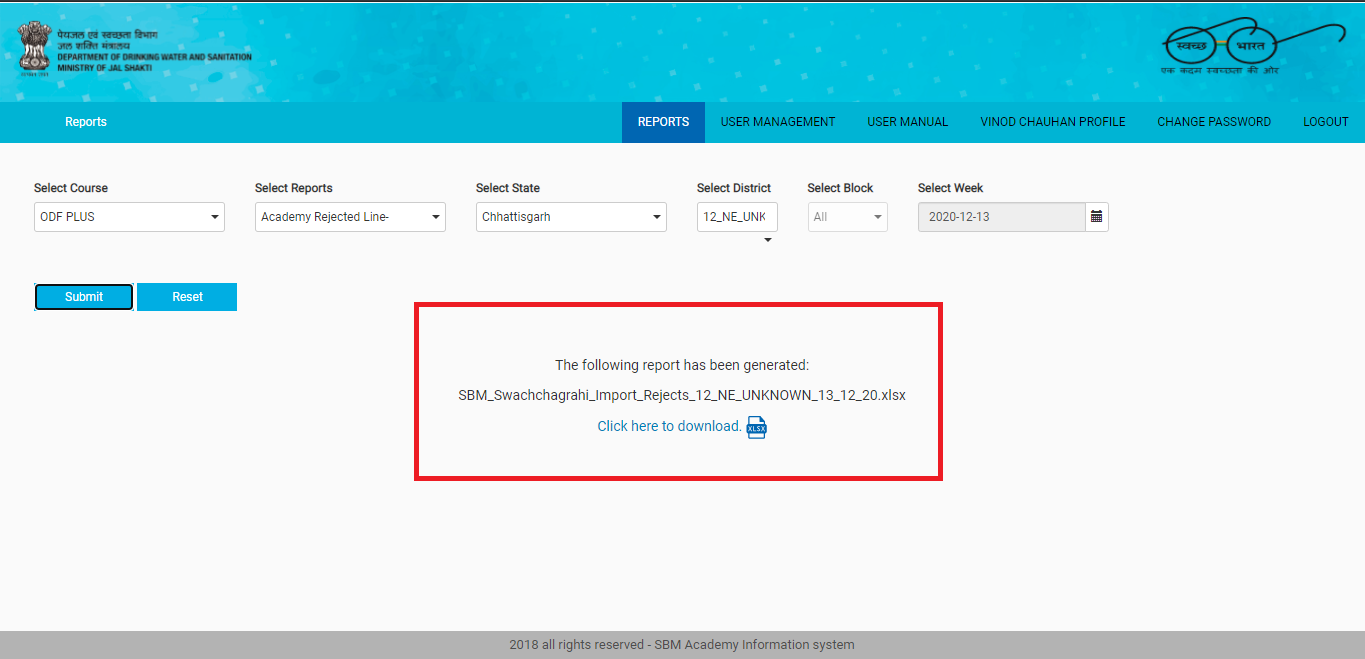 पेयजल एवं स्वच्छता विभाग
जल शक्ति मंत्रालय
DEPARTMENT OF DRINKING WATER AND SANITATION
MINISTRY OF JAL SHAKTI
स्वच्छ भारत
एक कदम स्वच्छता की ओर
Reports
REPORTS USER MANAGEMENT USER MANUAL VINOD CHAUHAN PROFILE CHANGE PASSWORD LOGOUT
Select Course Select Reports Select State Select District Select Block Select Week
ODF PLUS Academy Rejected Line- Chhattisgarh 12_NE_UNK All 2020-12-13
Submit Reset
The following report has been generated:
SBM_Swachchagrahi_Import_Rejects_12_NE_UNKNOWN_13_12_20.xlsx
Click here to download. XLSX
2018 all rights reserved - SBM Academy Information system